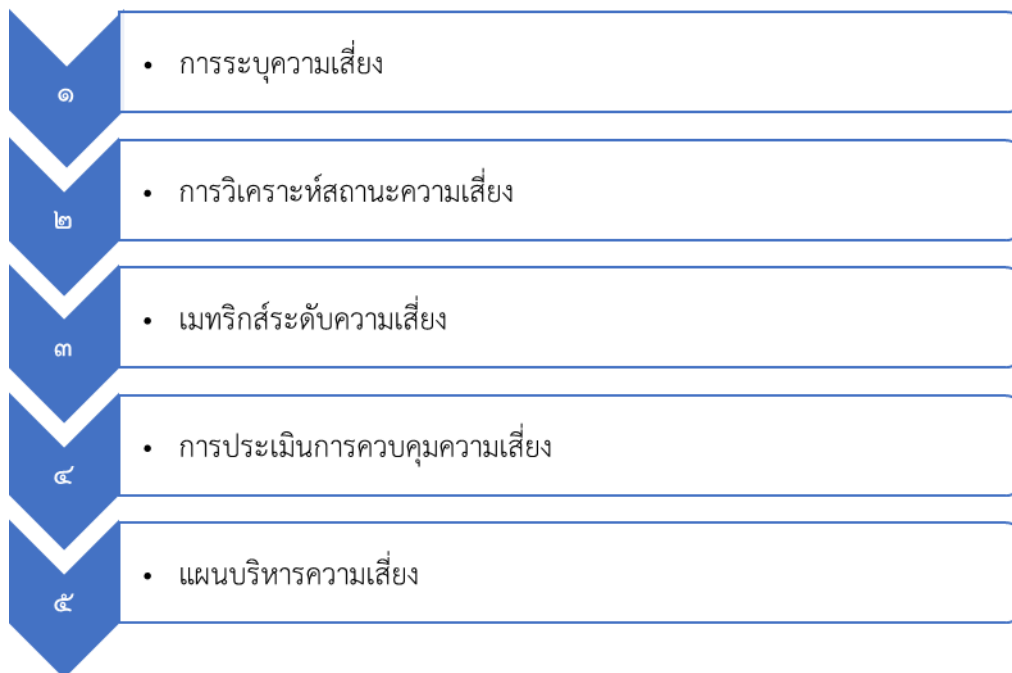 ๑
• การระบุความเสี่ยง
๒
• การวิเคราะห์สถานะความเสี่ยง
๓
• เมทริกส์ระดับความเสี่ยง
๔
• การประเมินการควบคุมความเสี่ยง
๕
• แผนบริหารความเสี่ยง